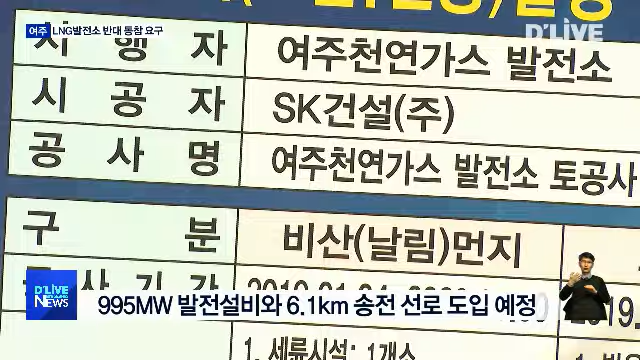 여주 LNG발전소 반대 동참 요구
D'LIVE
시 행 자 여주천연가스 발전소
시 공 자 SK건설(주)
공 사 명 여주천연가스 발전소 토공사
구 분 비산(날림)먼지
D'LIVE
NEWS
995MW 발전설비와 6.1km 송전 선로 도입 예정
1. 세륜시설: 1개소